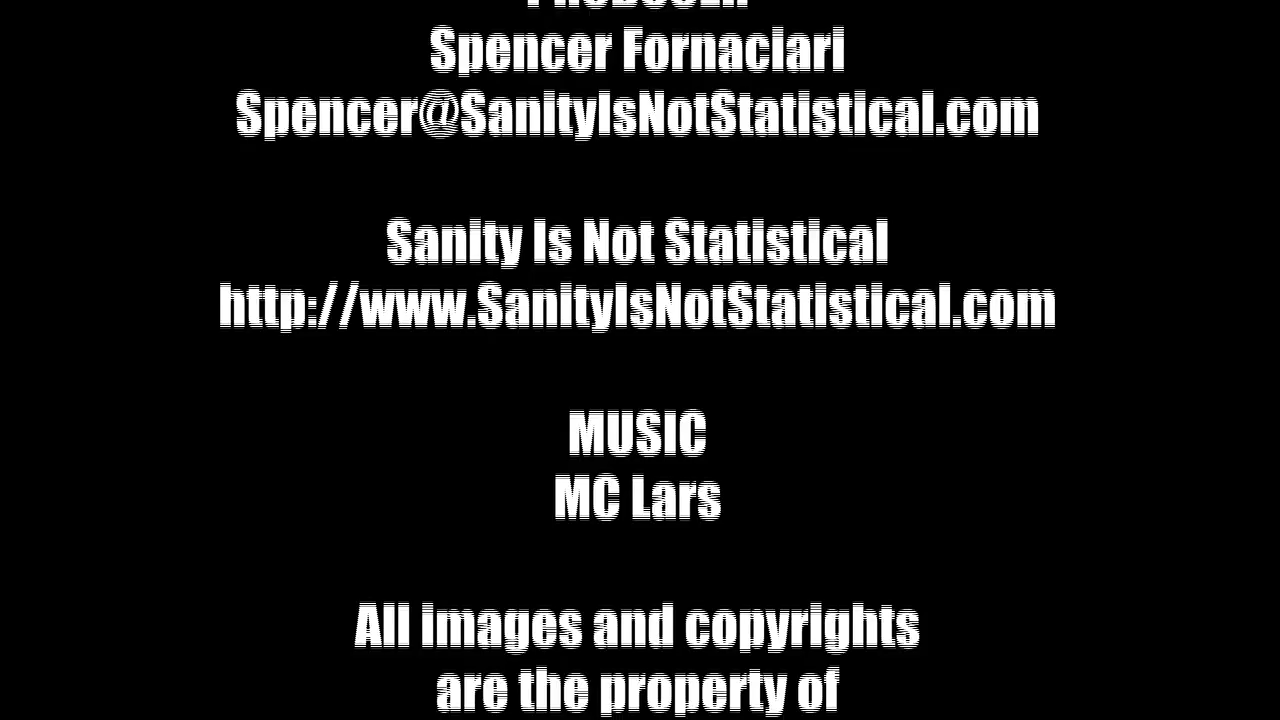 PRODUCER
Spencer Fornaciari
Spencer@SanityIsNotStatistical.com
Sanity Is Not Statistical
http://www.SanityIsNotStatistical.com
MUSIC
MC Lars
All images and copyrights
are the property of